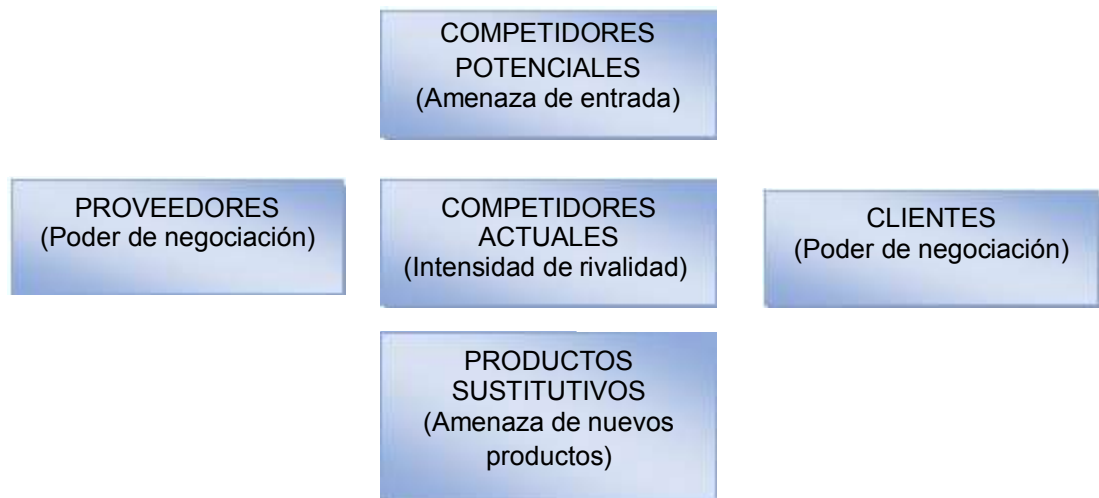 COMPETIDORES
POTENCIALES
(Amenaza de entrada)
PROVEEDORES
(Poder de negociación)
COMPETIDORES
ACTUALES
(Intensidad de rivalidad)
CLIENTES
(Poder de negociación)
PRODUCTOS
SUSTITUTIVOS
(Amenaza de nuevos
productos)